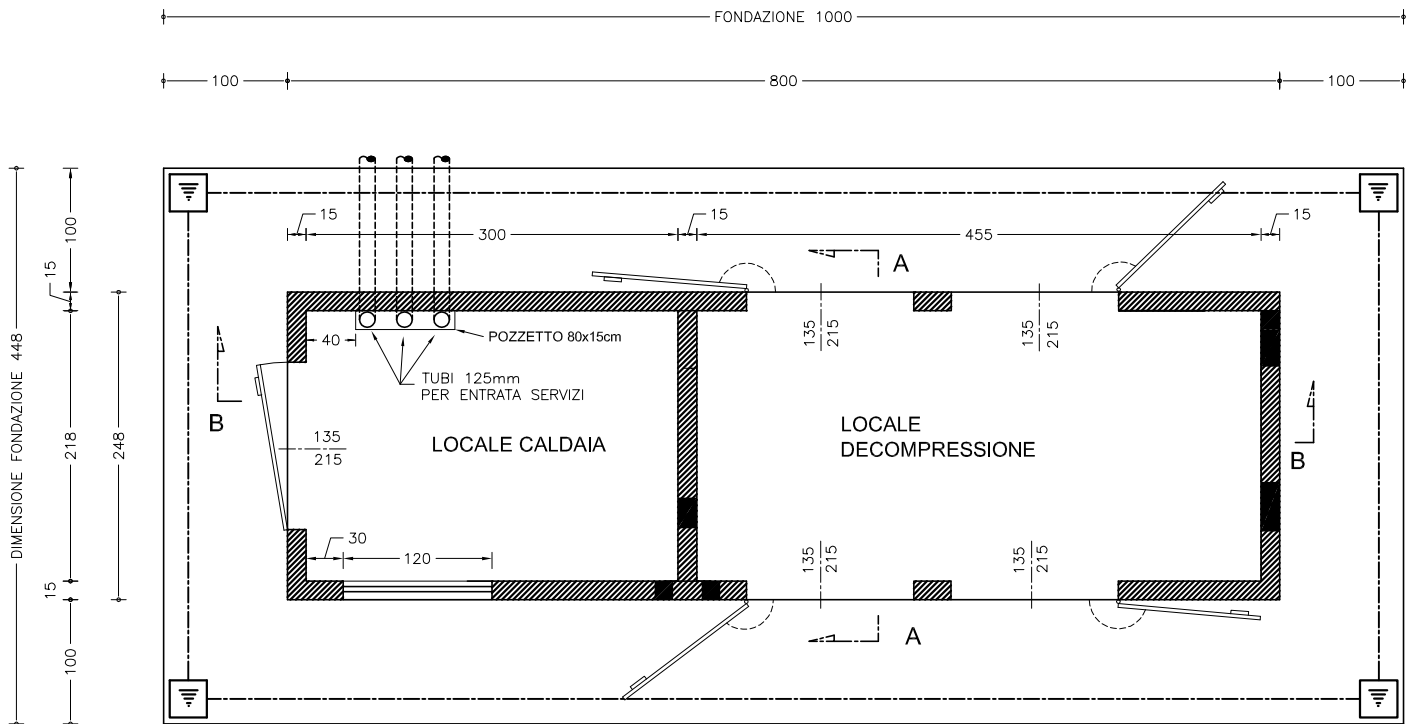 FONDAZIONE 1000
100
800
100
15
300
15
455
15
DIMENSIONE FONDAZIONE 448
100
15
218
15
100
248
A
135
215
135
215
40
POZZETTO 80x15cm
TUBI 125mm
PER ENTRATA SERVIZI
B
135
215
LOCALE CALDAIA
LOCALE
DECOMPRESSIONE
B
30
120
135
215
135
215
A